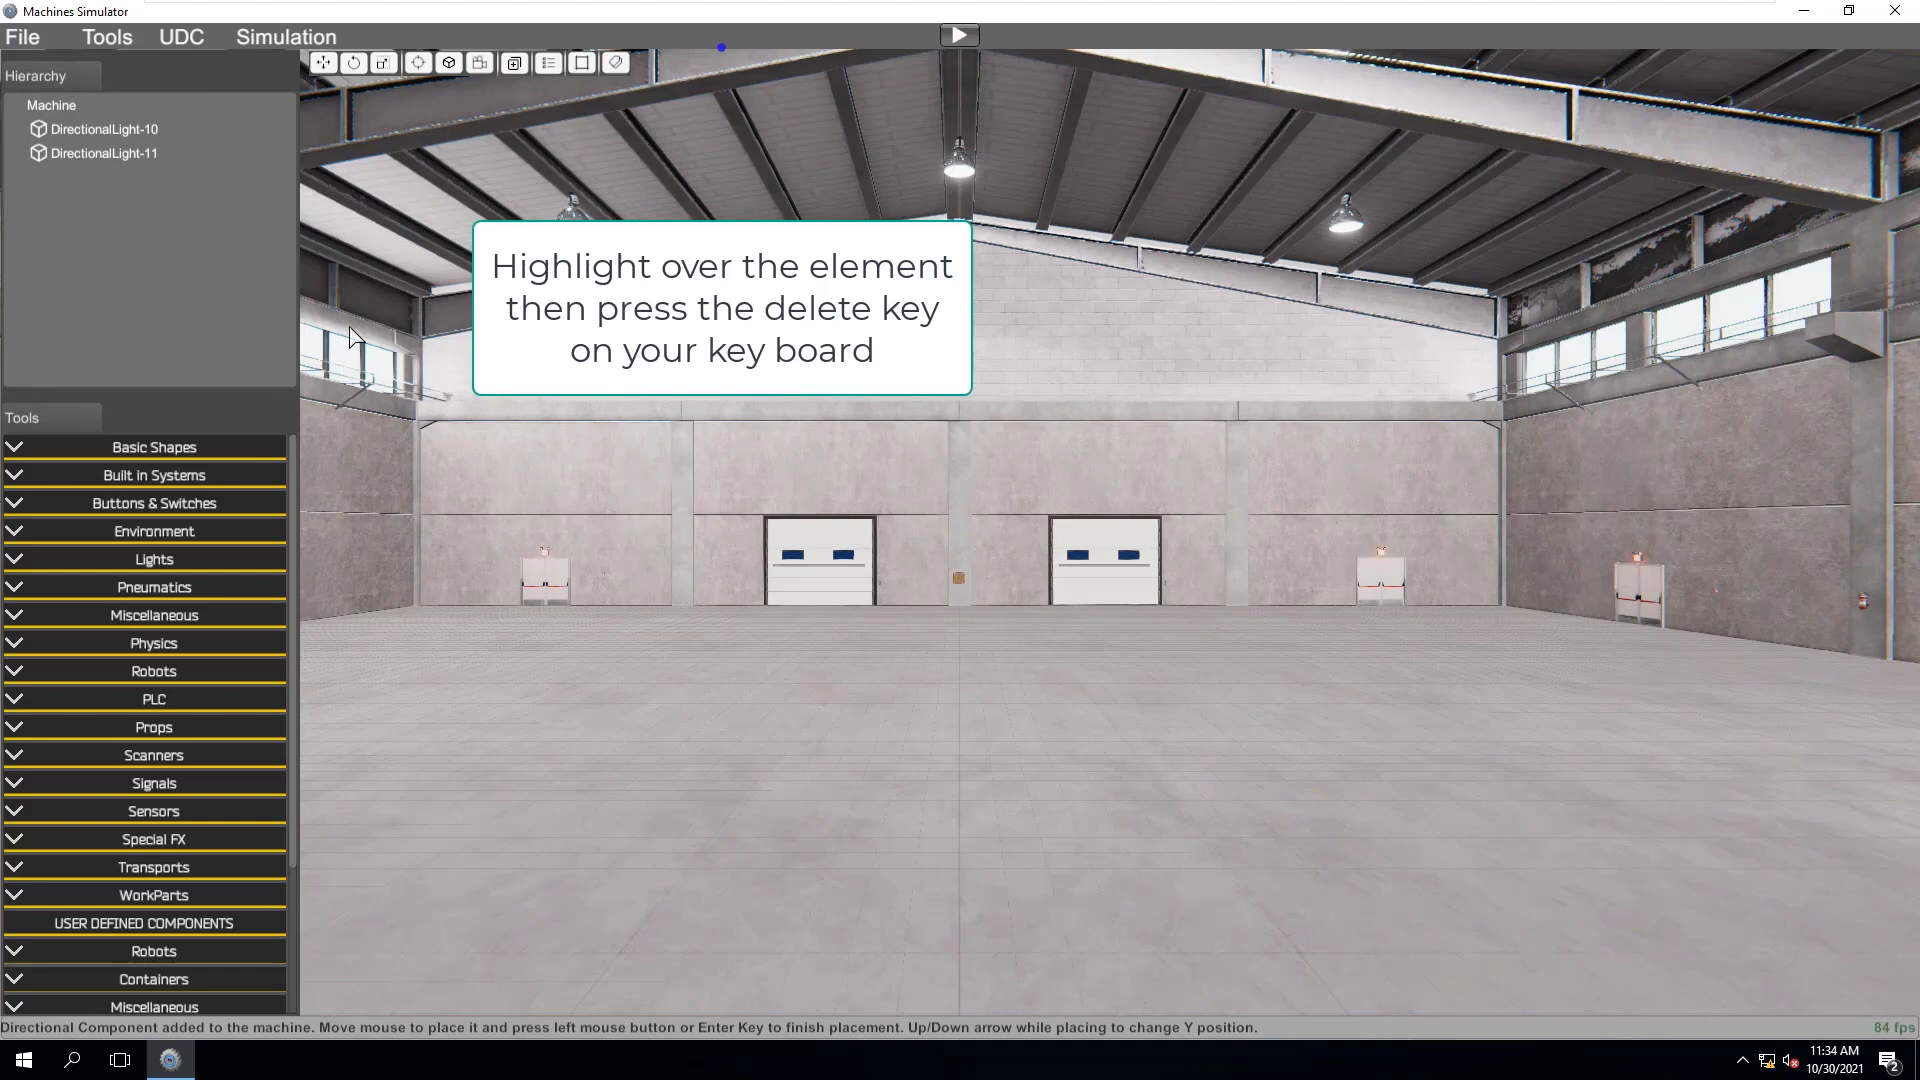 Machines Simulator
File
Tools
UDC
Simulation
Hierarchy
Machine
DirectionalLight-10
DirectionalLight-11
Highlight over the element
then press the delete key
on your key board
Tools
Basic Shapes
Built in Systems
Buttons & Switches
Environment
Lights
Pneumatics
Miscellaneous
Physics
Robots
PLC
Props
Scanners
Signals
Sensors
Special FX
Transports
WorkParts
USER DEFINED COMPONENTS
Robots
Containers
Miscellaneous
Directional Component added to the machine. Move mouse to place it and press left mouse button or Enter Key to finish placement. Up/Down arrow while placing to change Y position.
84 fps
11:34 AM
10/30/2021
2